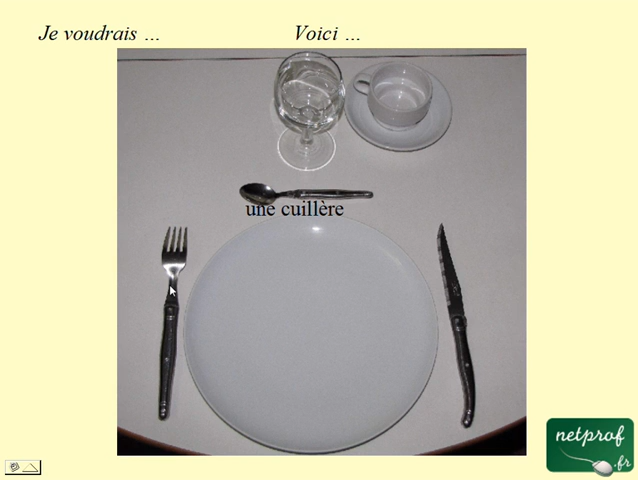 Je voudrais ... Voici ...
une cuillère
netprof
.fr